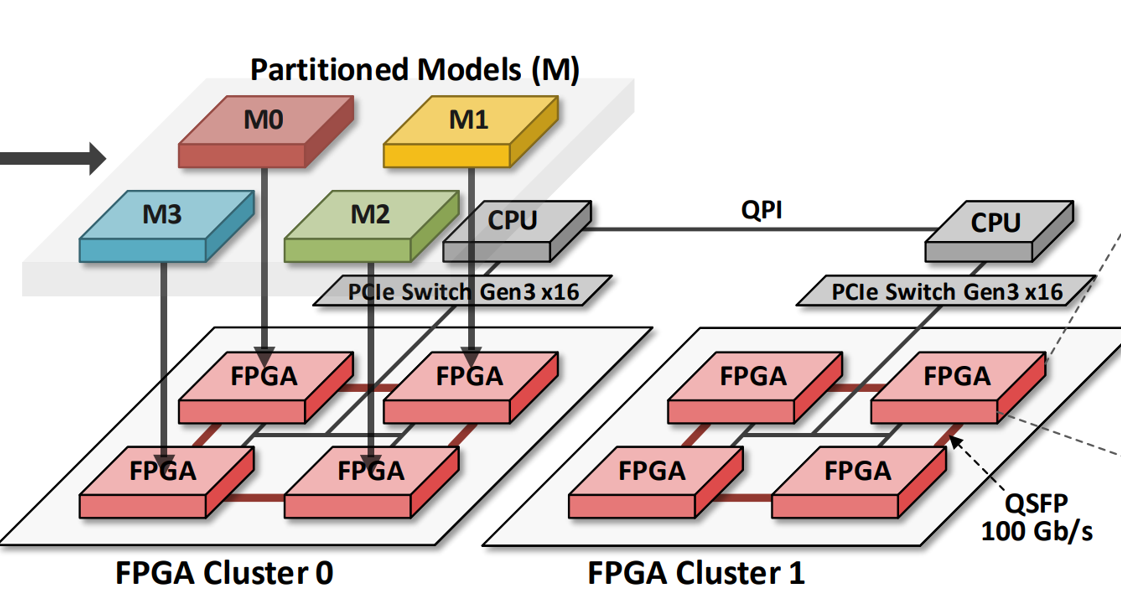 Partitioned Models (M)
M0
M1
M3
M2
CPU
QPI
CPU
PCIe Switch Gen3 x16
PCIe Switch Gen3 x16
FPGA
FPGA
FPGA
FPGA
FPGA
FPGA
FPGA
FPGA
QSFP
100 Gb/s
FPGA Cluster 0
FPGA Cluster 1